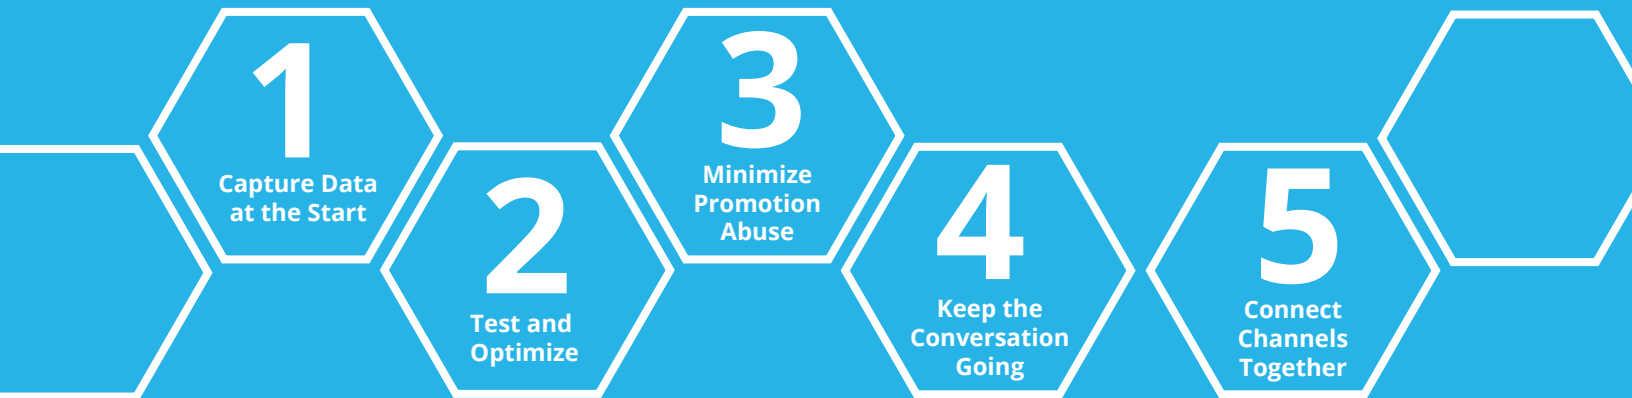 1
Capture Data
at the Start
2
Test and
Optimize
3
Minimize
Promotion
Abuse
4
Keep the
Conversation
Going
5
Connect
Channels
Together